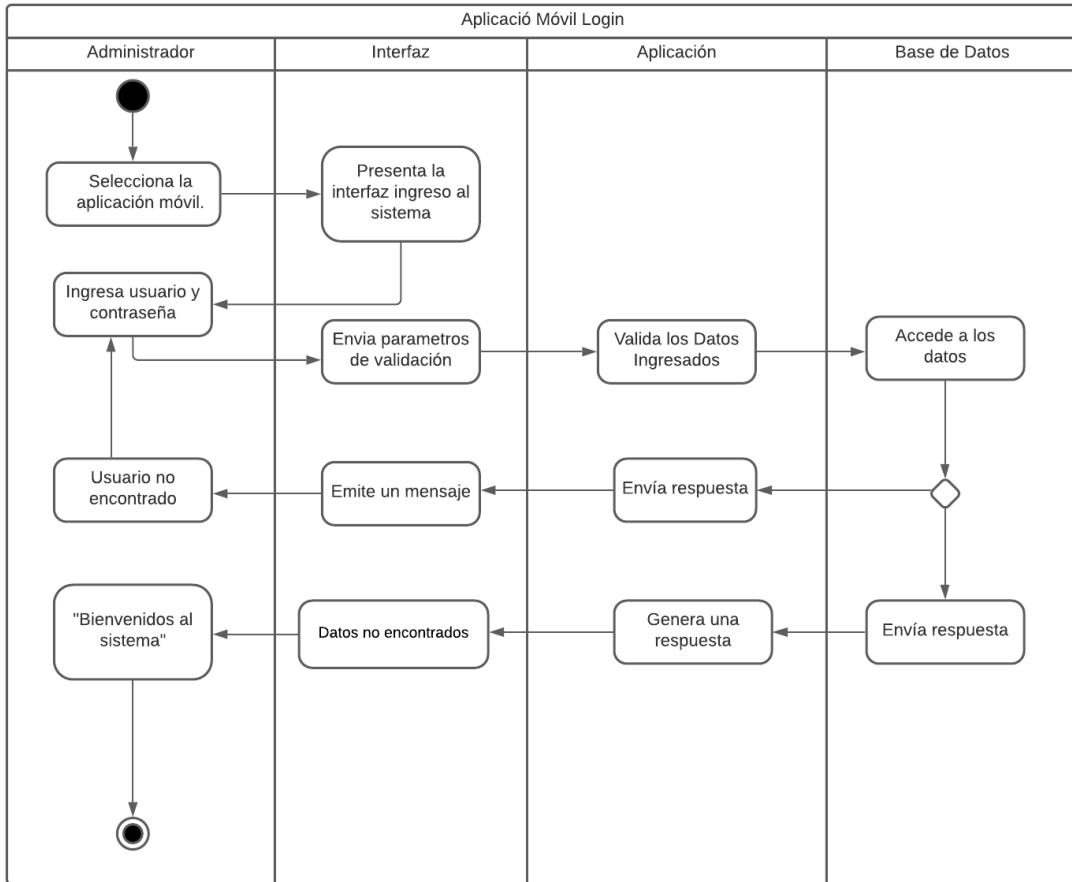 Aplicació Móvil Login
Administrador
Interfaz
Aplicación
Base de Datos
Selecciona la
aplicación móvil.
Presenta la
interfaz ingreso al
sistema
Ingresa usuario y
contraseña
Envia parametros
de validación
Valida los Datos
Ingresados
Accede a los
datos
Usuario no
encontrado
Emite un mensaje
Envía respuesta
"Bienvenidos al
sistema"
Datos no encontrados
Genera una
respuesta
Envía respuesta